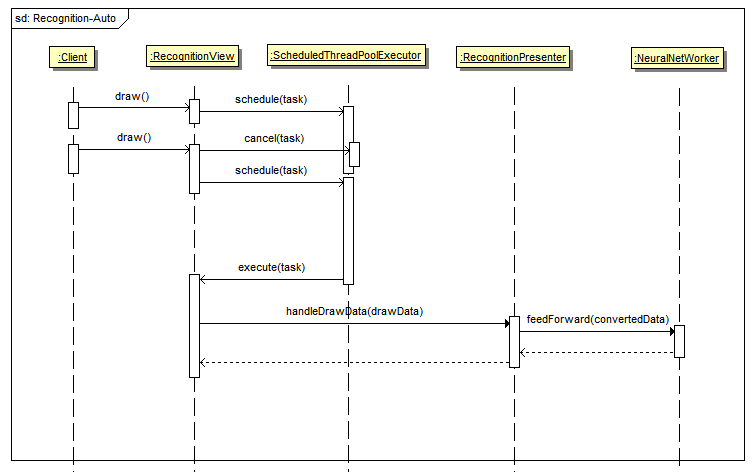 sd: Recognition-Auto
:Client
:RecognitionView
:ScheduledThreadPoolExecutor
:RecognitionPresenter
:NeuralNetWorker
draw()
schedule(task)
draw()
cancel(task)
schedule(task)
execute(task)
handleDrawData(drawData)
feedForward(convertedData)